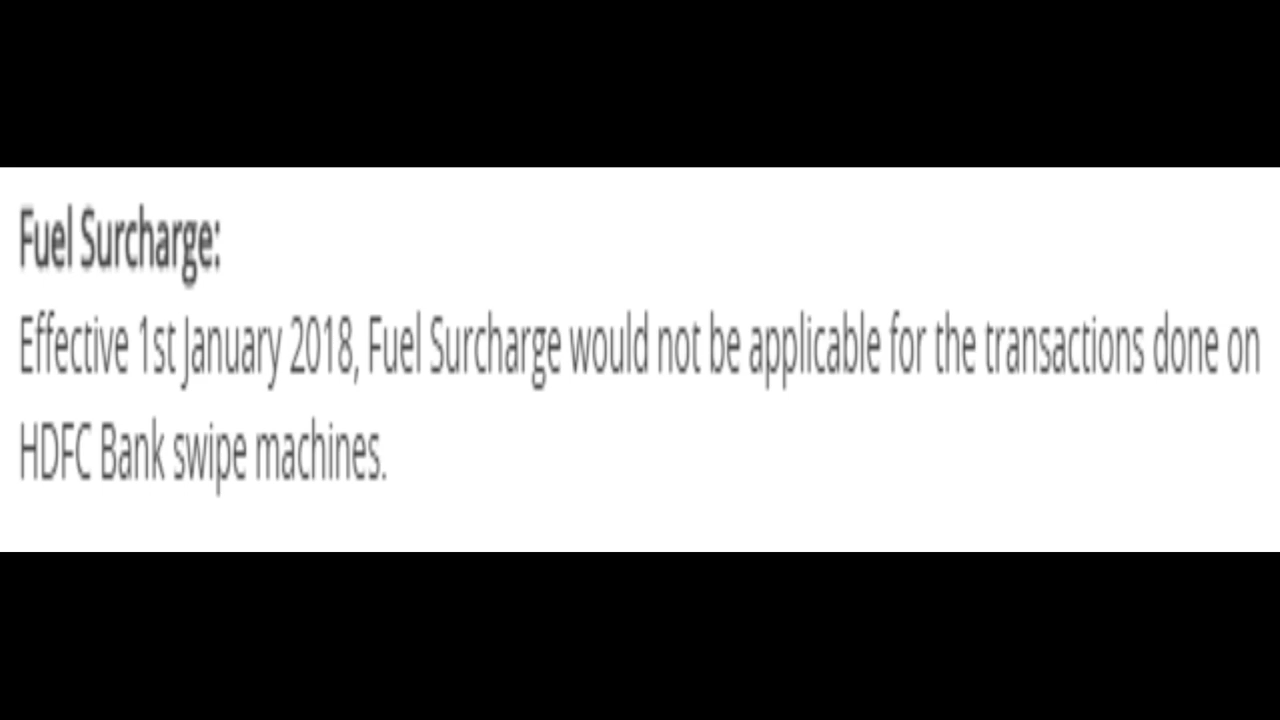 Fuel Surcharge:
Effective 1st January 2018, Fuel Surcharge would not be applicable for the transactions done on
HDFC Bank swipe machines.